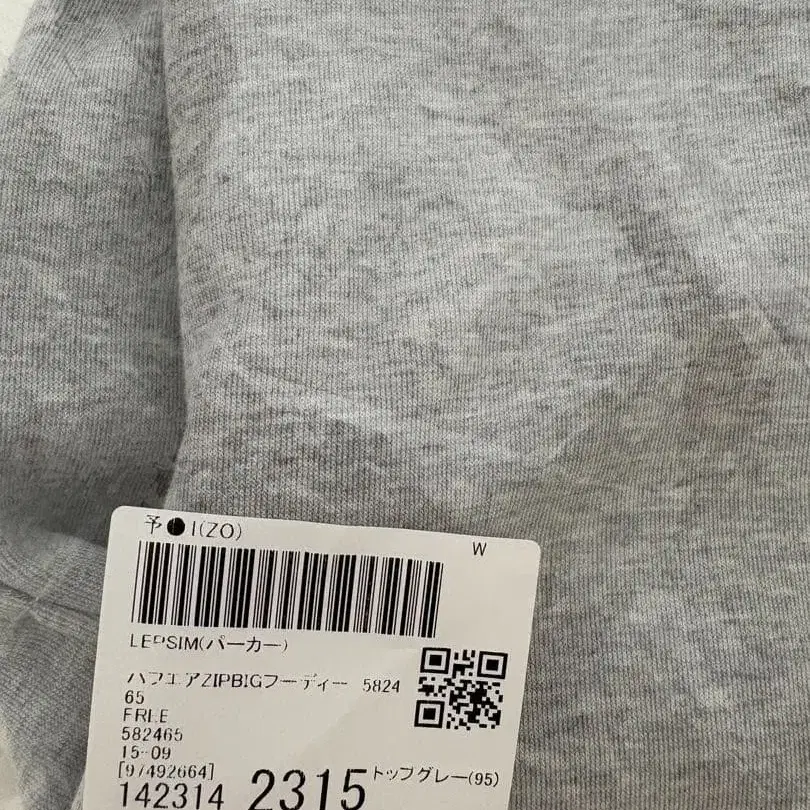 予●I(ZO)
W
LEPSIM(パーカー)
ハフエアZIPBIGフーディー 5824
65
FREE
582465
15-09
[97492664]
142314 2315 トップグレー(95)